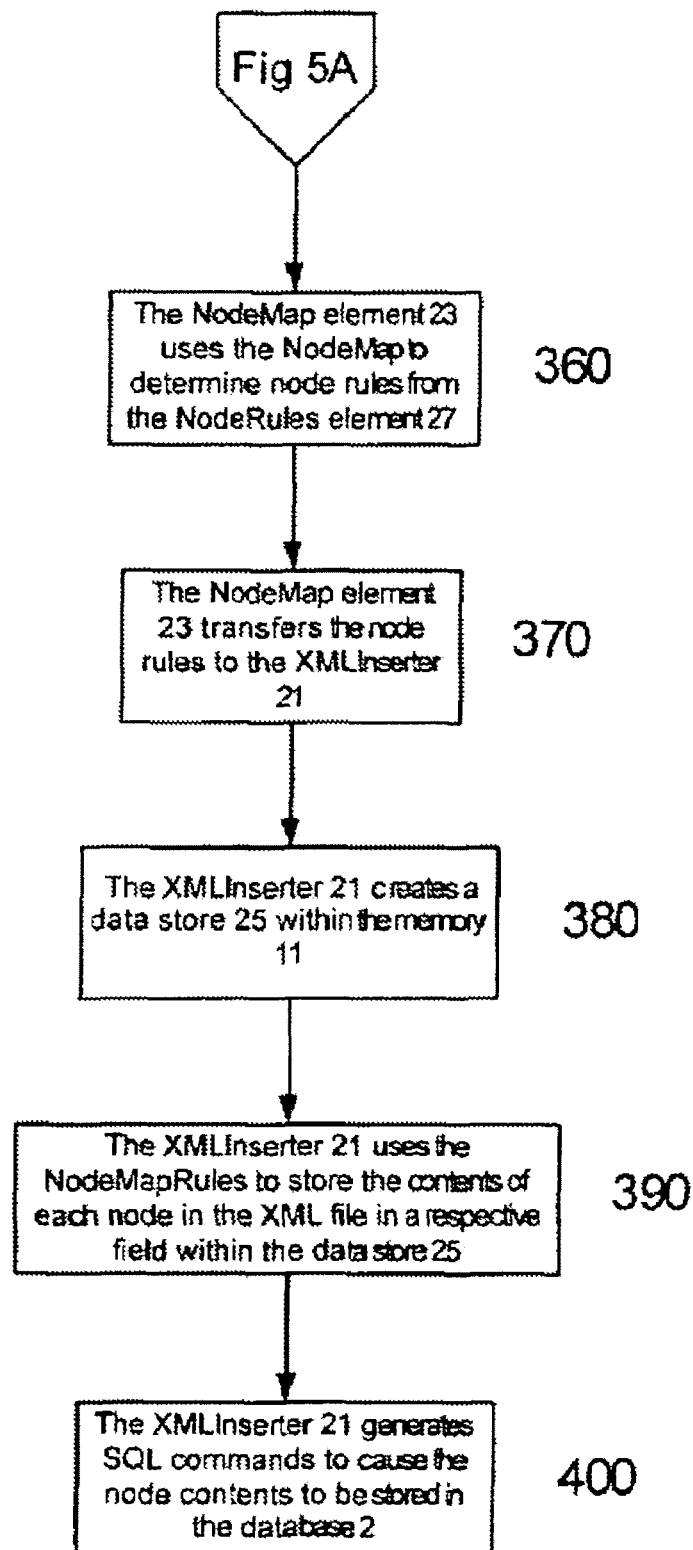 Fig 5A
The NodeMap element 23
uses the NodeMap to
determine node rules from
the NodeRules element 27
360
The NodeMap element
23 transfers the node
rules to the XMLInserter
21
370
The XMLInserter 21 creates a
data store 25 within the memory
11
380
The XMLInserter 21 uses the
NodeMapRules to store the contents of
each node in the XML file in a respective
field within the data store 25
390
The XMLInserter 21 generates
SQL commands to cause the
node contents to be stored in
the database 2
400